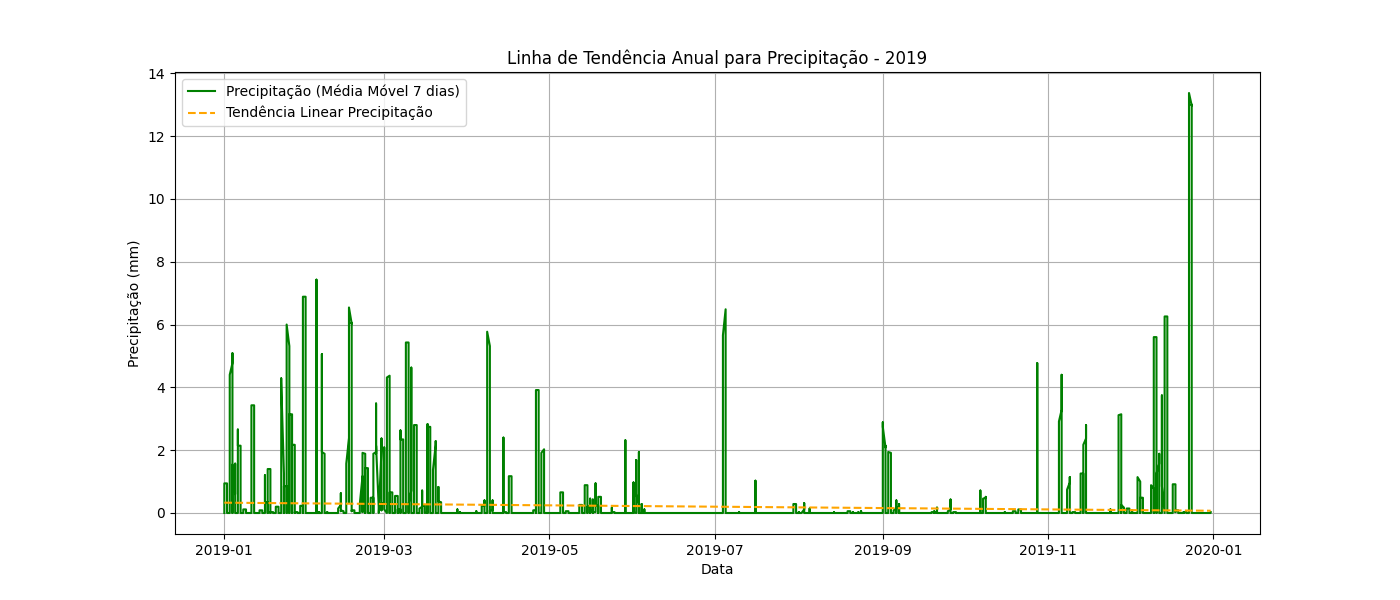 Linha de Tendência Anual para Precipitação - 2019
Precipitação (Média Móvel 7 dias)
Tendência Linear Precipitação
Precipitação (mm)
14
12
10
8
6
4
2
0
2019-01 2019-03 2019-05 2019-07 2019-09 2019-11 2020-01
Data